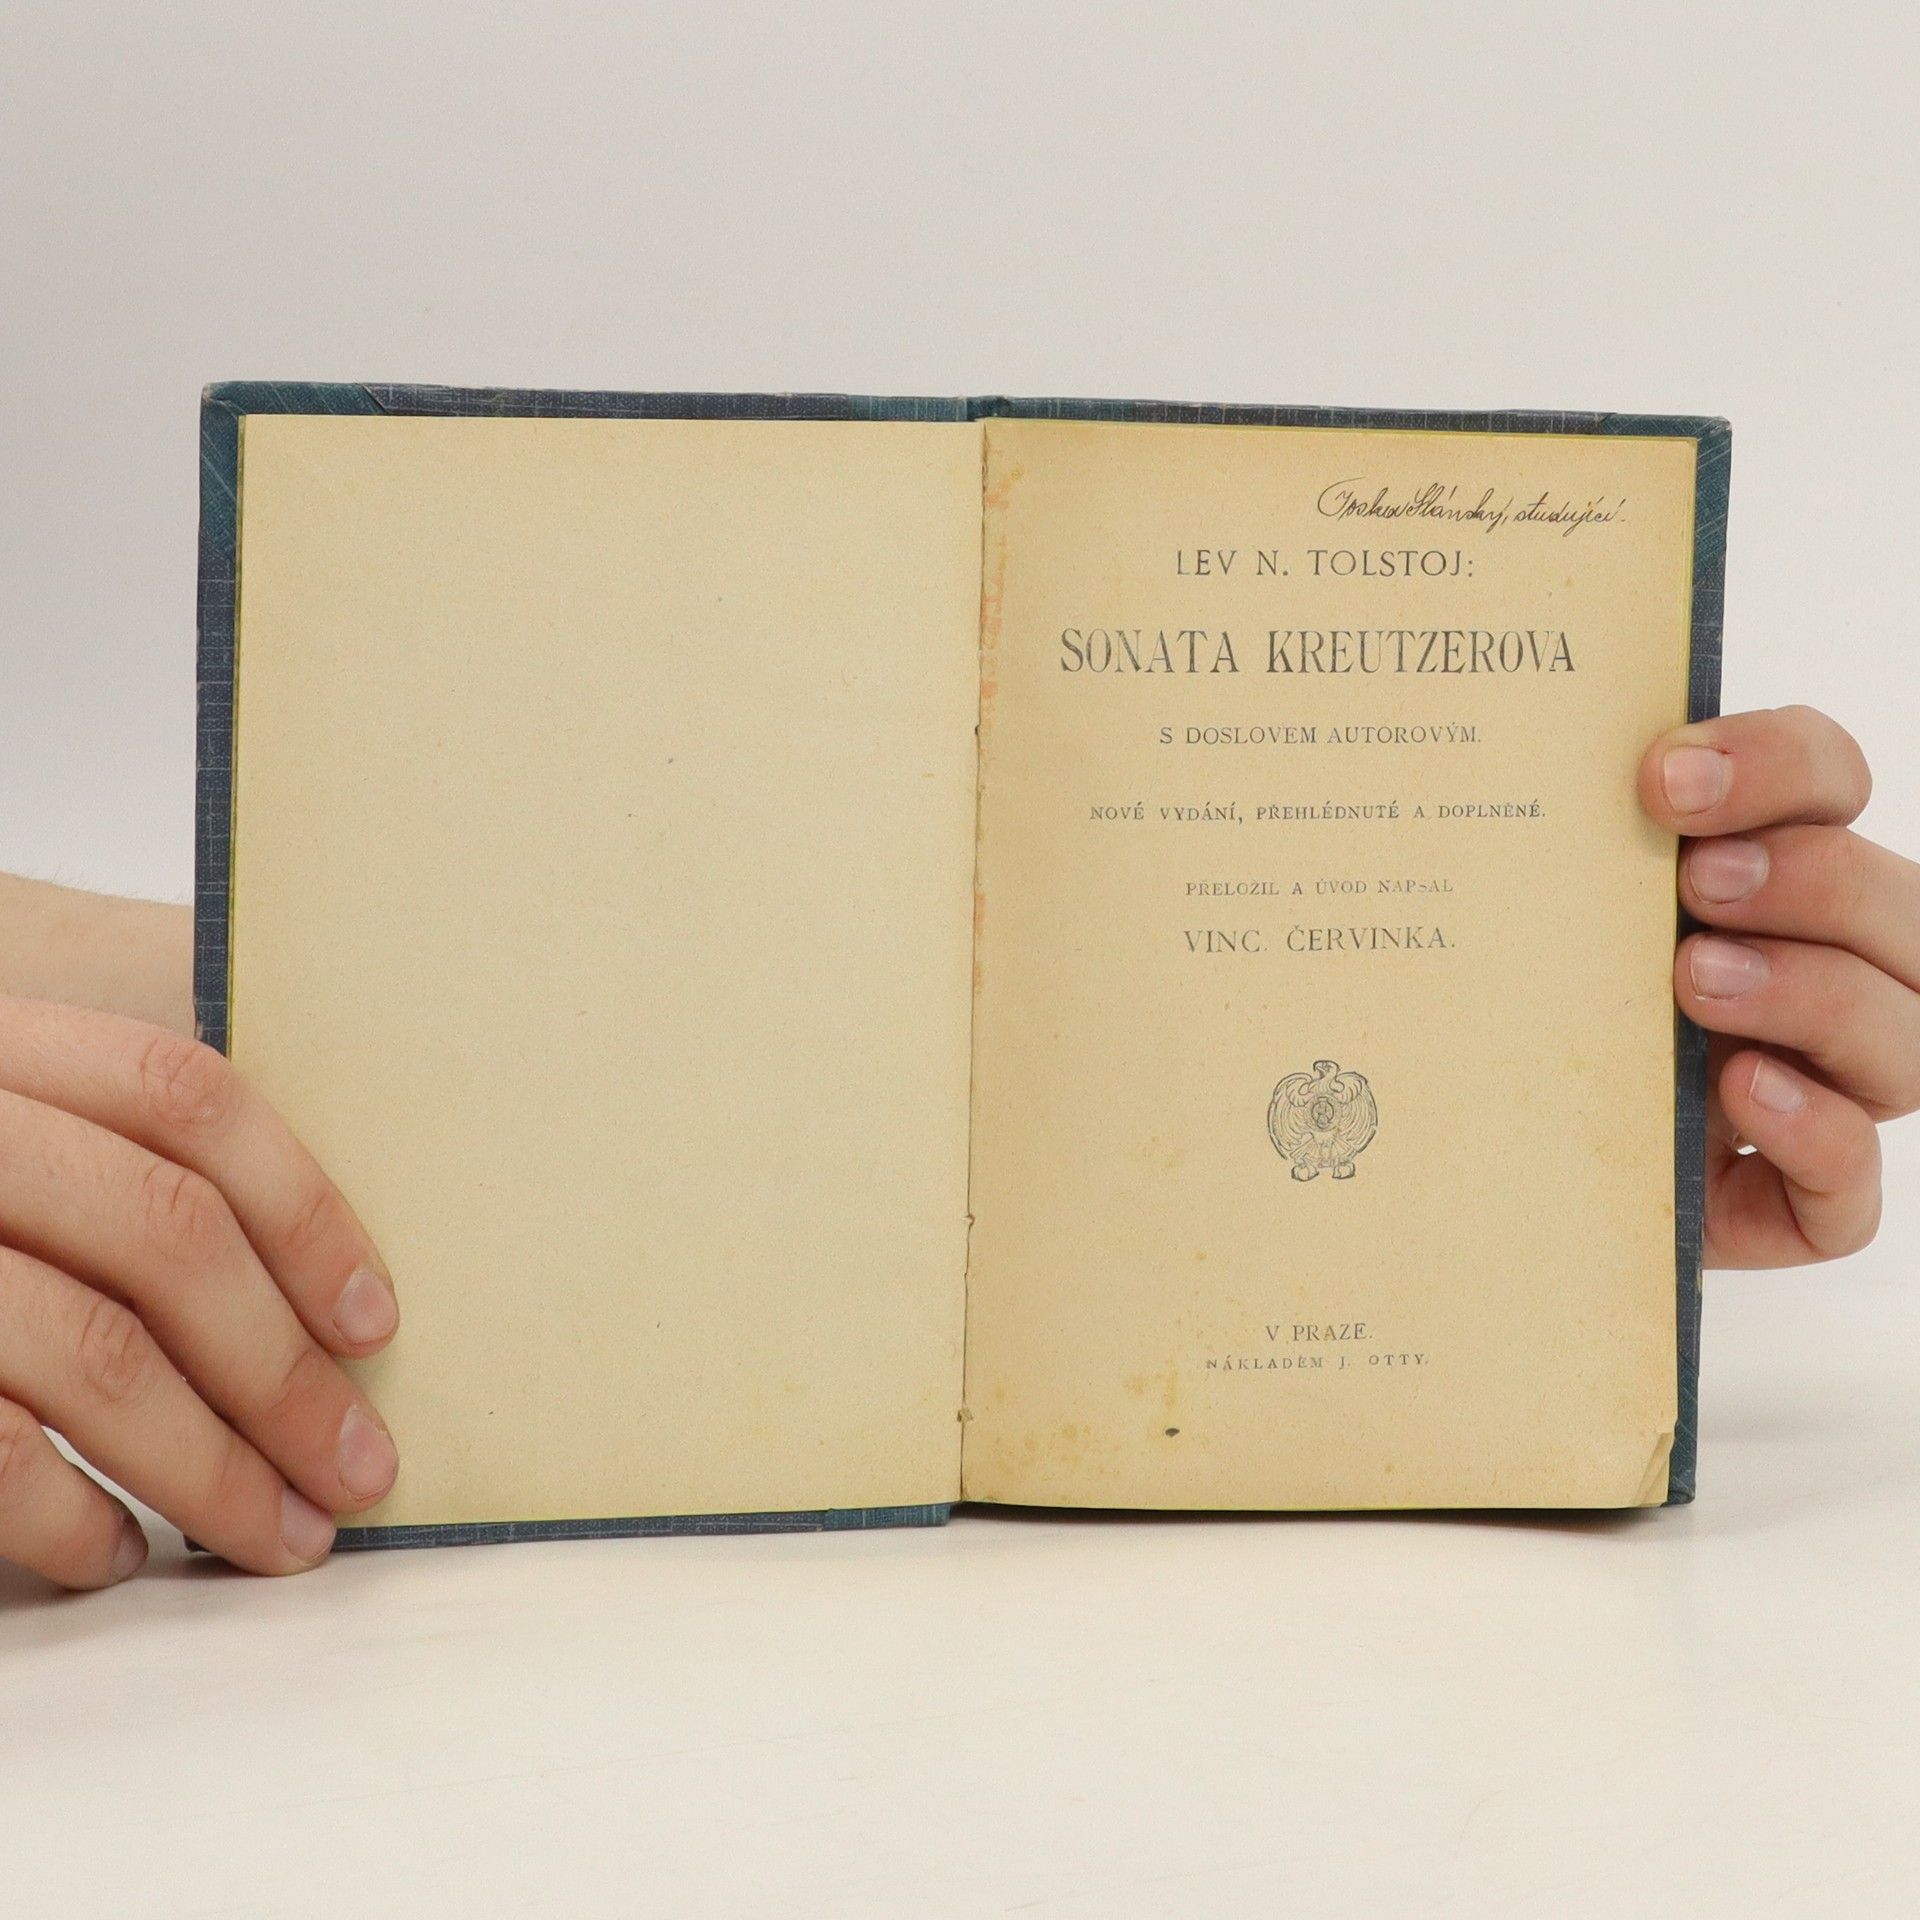 Slánský, studující.
LEV N. TOLSTOJ:
SONATA KREUTZEROVA
S DOSLOVEM AUTOROVÝM.
NOVÉ VYDÁNÍ, PŘEHLÉDNUTÉ A DOPLNĚNÉ.
PŘELOŽIL A ÚVOD NAPSAL
VINC. ČERVINKA.
V PRAZE.
NÁKLADEM J. OTTY.